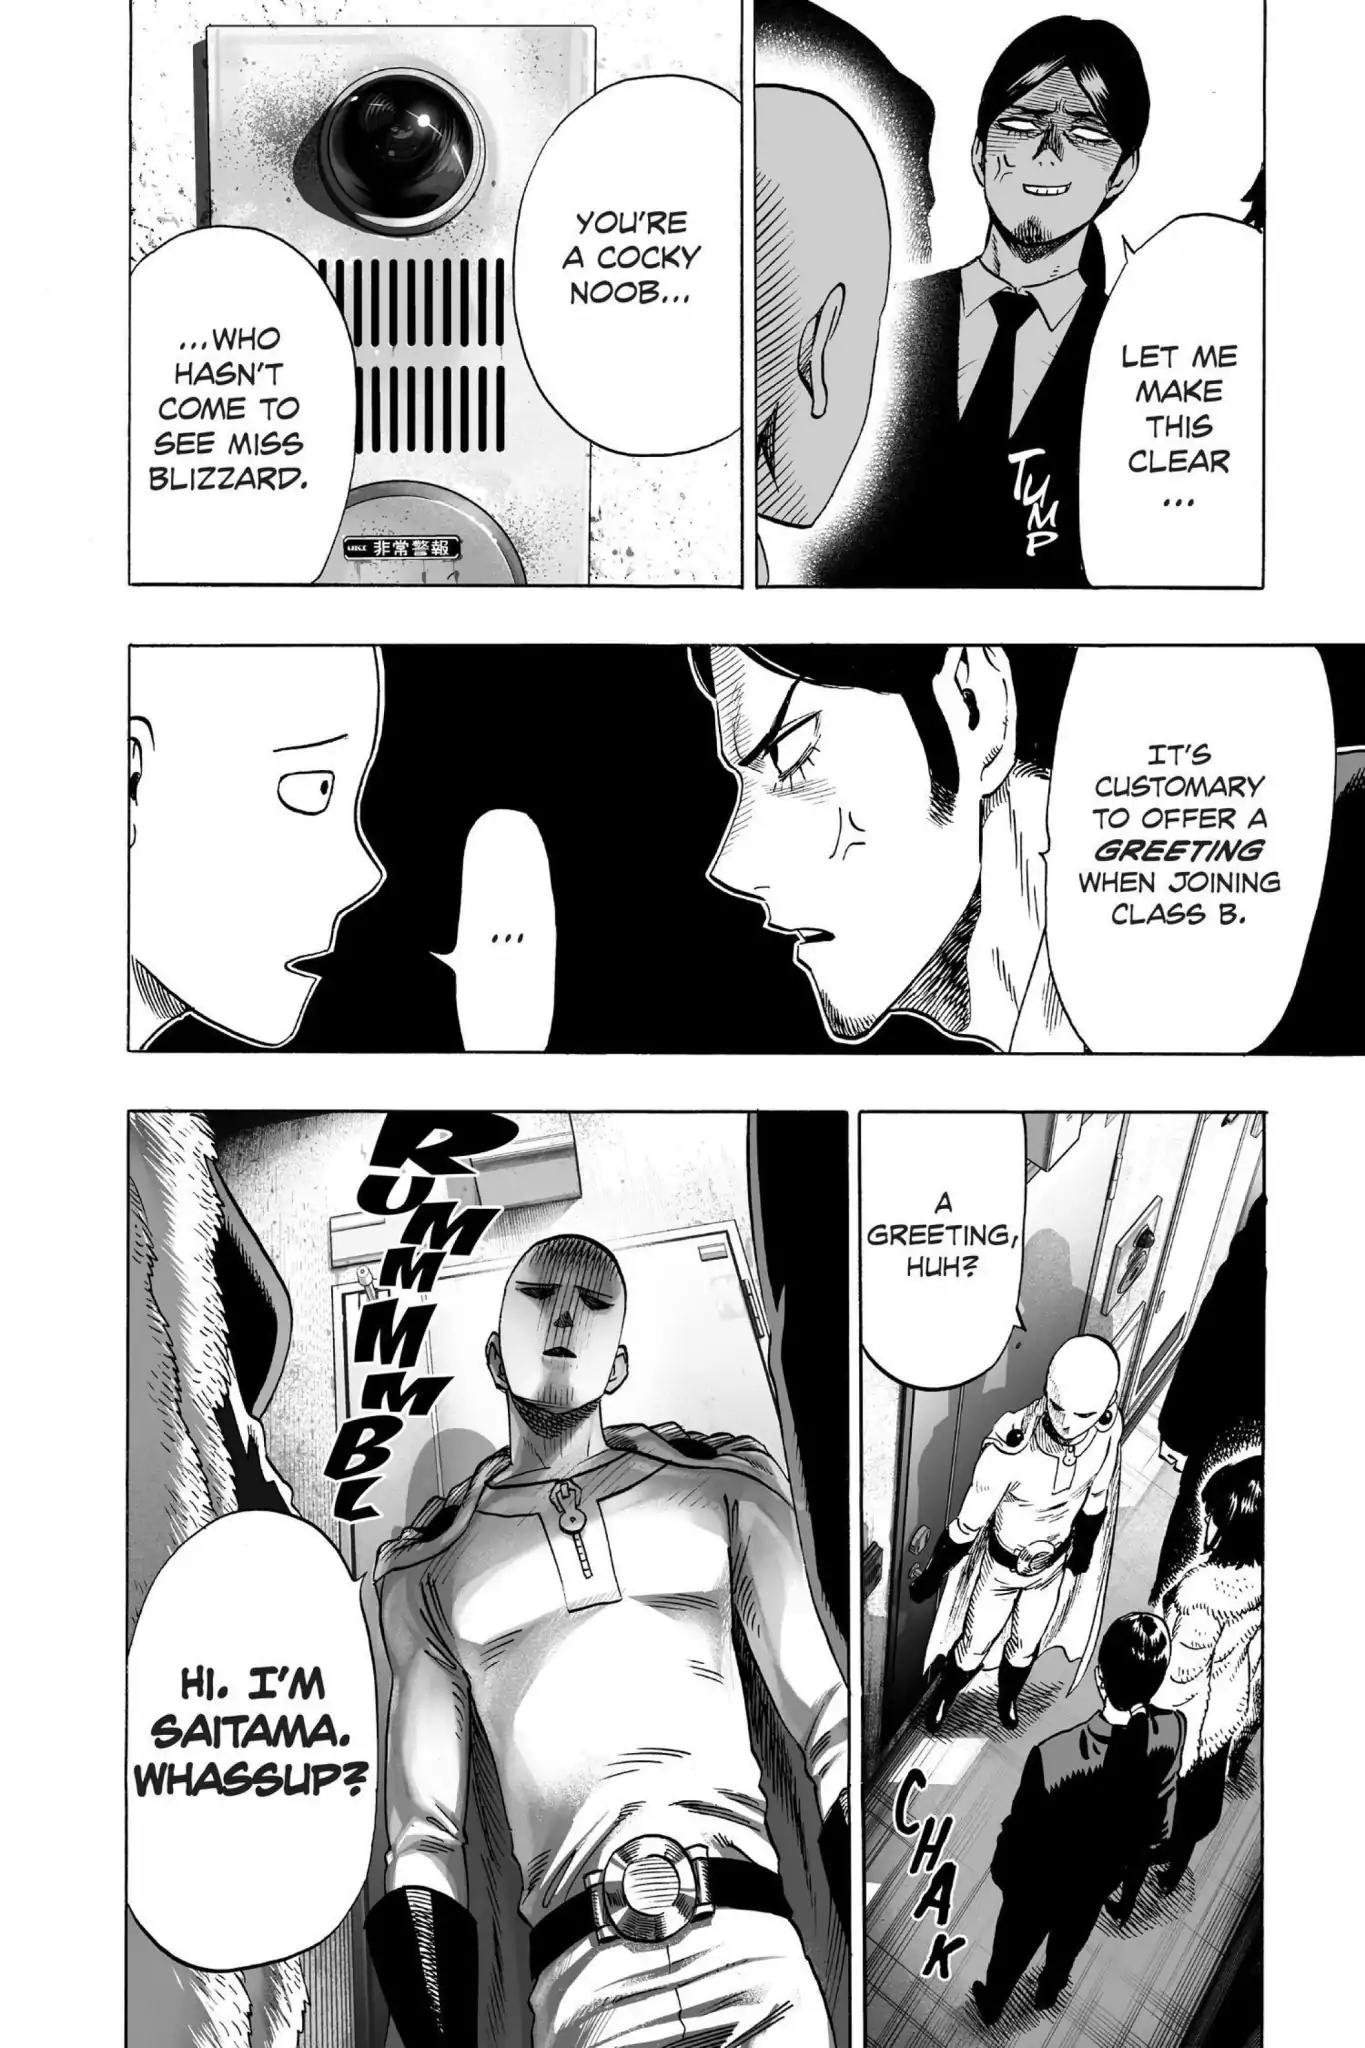 LET ME
MAKE
THIS
CLEAR
...
TUMP
YOU'RE
A COCKY
NOOB...
...WHO
HASN'T
COME TO
SEE MISS
BLIZZARD.
非常警報
IT'S
CUSTOMARY
TO OFFER A
GREETING
WHEN JOINING
CLASS B.
...
A
GREETING,
HUH?
CHAK
RUMMMMBL
HI. I'M
SAITAMA.
WHASSUP?